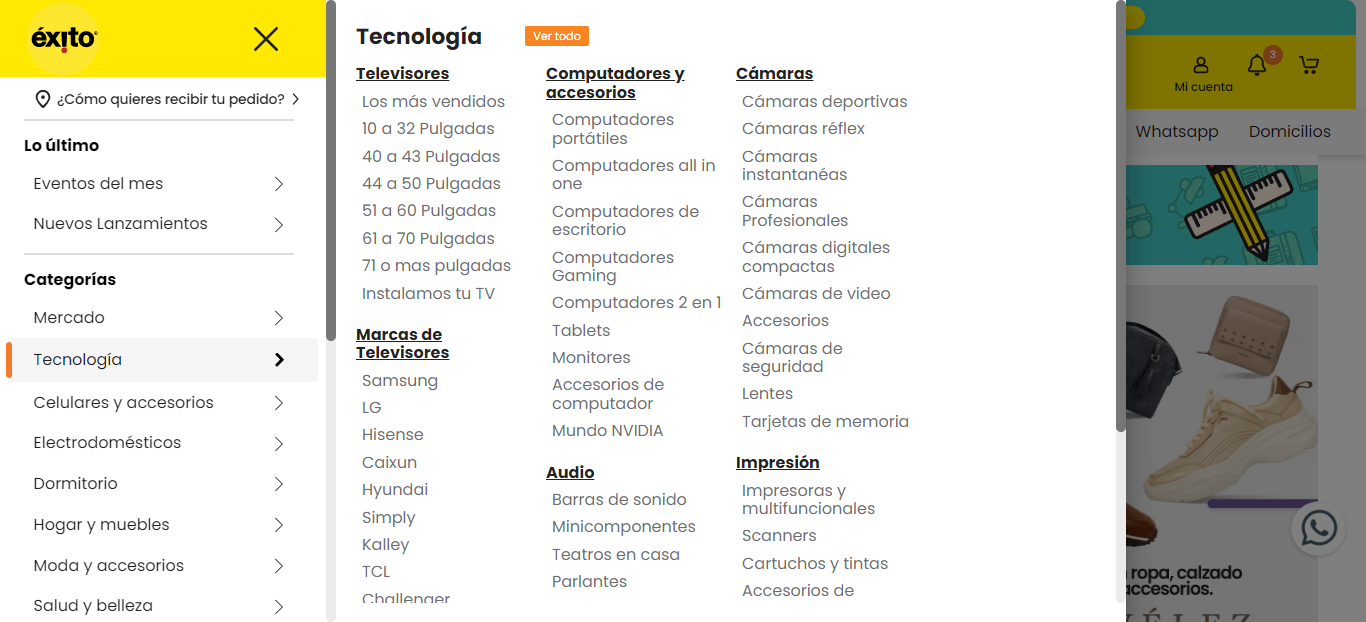 éxito
¿Cómo quieres recibir tu pedido?
Lo último
Eventos del mes
Nuevos Lanzamientos
Categorías
Mercado
Tecnología
Celulares y accesorios
Electrodomésticos
Dormitorio
Hogar y muebles
Moda y accesorios
Salud y belleza
Tecnología
Ver todo
Televisores
Los más vendidos
10 a 32 Pulgadas
40 a 43 Pulgadas
44 a 50 Pulgadas
51 a 60 Pulgadas
61 a 70 Pulgadas
71 o mas pulgadas
Instalamos tu TV
Marcas de
Televisores
Samsung
LG
Hisense
Caixun
Hyundai
Simply
Kalley
TCL
Challenger
Computadores y
accesorios
Computadores
portátiles
Computadores all in
one
Computadores de
escritorio
Computadores
Gaming
Computadores 2 en 1
Tablets
Monitores
Accesorios de
computador
Mundo NVIDIA
Audio
Barras de sonido
Minicomponentes
Teatros en casa
Parlantes
Cámaras
Cámaras deportivas
Cámaras réflex
Cámaras
instantanéas
Cámaras
Profesionales
Cámaras digitales
compactas
Cámaras de video
Accesorios
Cámaras de
seguridad
Lentes
Tarjetas de memoria
Impresión
Impresoras y
multifuncionales
Scanners
Cartuchos y tintas
Accesorios de
3
Mi cuenta
Whatsapp
Domicilios
ropa, calzado
accesorios.
VÉLEZ